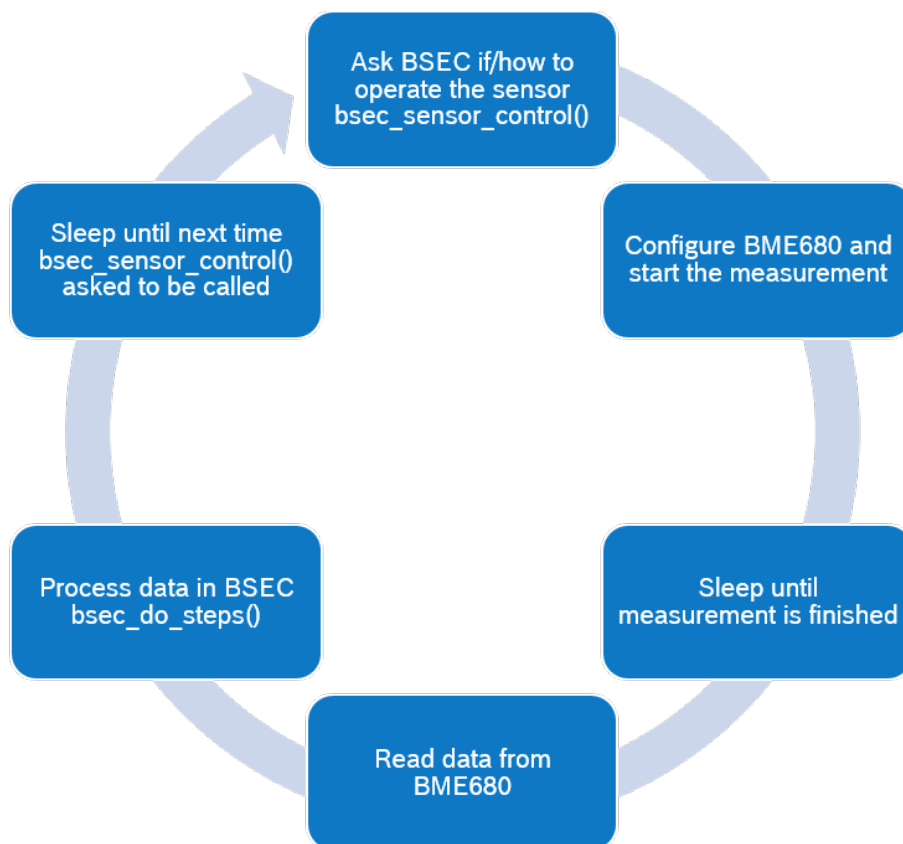 Ask BSEC if/how to
operate the sensor
bsec_sensor_control()
Configure BME680 and
start the measurement
Sleep until
measurement is finished
Read data from
BME680
Process data in BSEC
bsec_do_steps()
Sleep until next time
bsec_sensor_control()
asked to be called